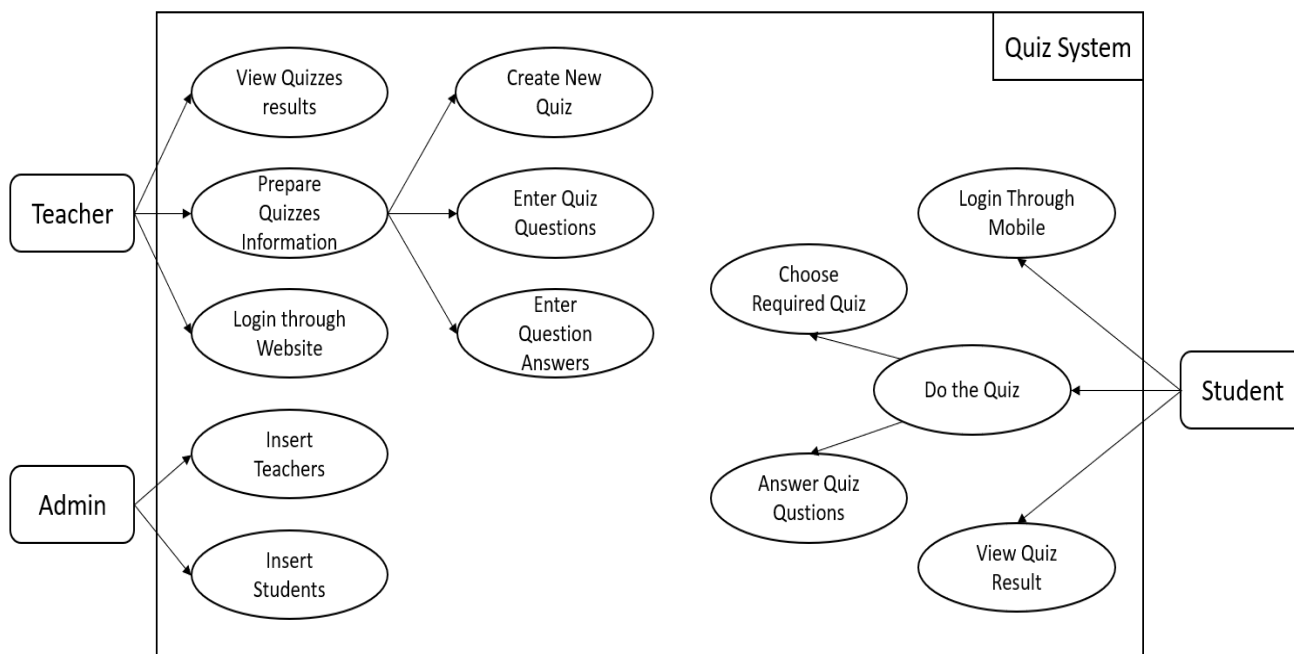 Quiz System
View Quizzes
results
Create New
Quiz
Teacher
Prepare
Quizzes
Information
Enter Quiz
Questions
Login through
Website
Enter
Question
Answers
Admin
Insert
Teachers
Insert
Students
Login Through
Mobile
Choose
Required Quiz
Do the Quiz
Student
Answer Quiz
Qustions
View Quiz
Result